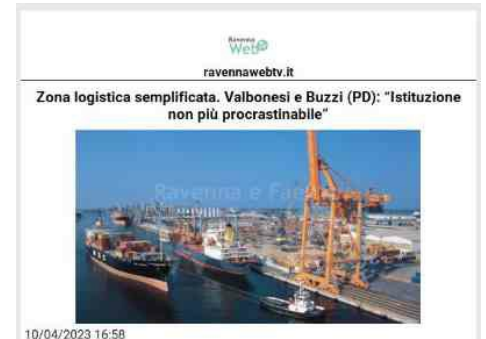 Ravenna
Web
ravennawebtv.it
Zona logistica semplificata. Valbonesi e Buzzi (PD): “Istituzione
non più procrastinabile”
Ravenna e Faenza
10/04/2023 16:58